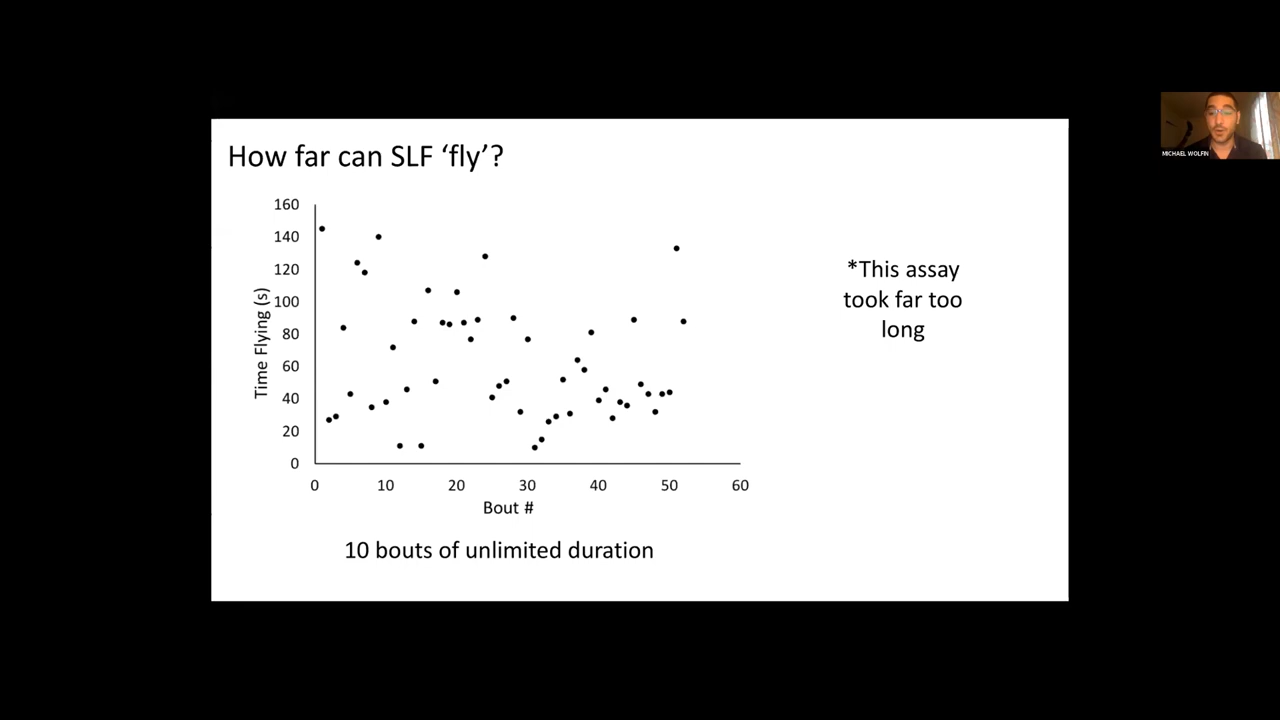 How far can SLF ‘fly’?
MICHAEL WOLFIN
160
140
120
100
80
60
40
20
0
Time Flying (s)
0 10 20 30 40 50 60
Bout #
*This assay
took far too
long
10 bouts of unlimited duration